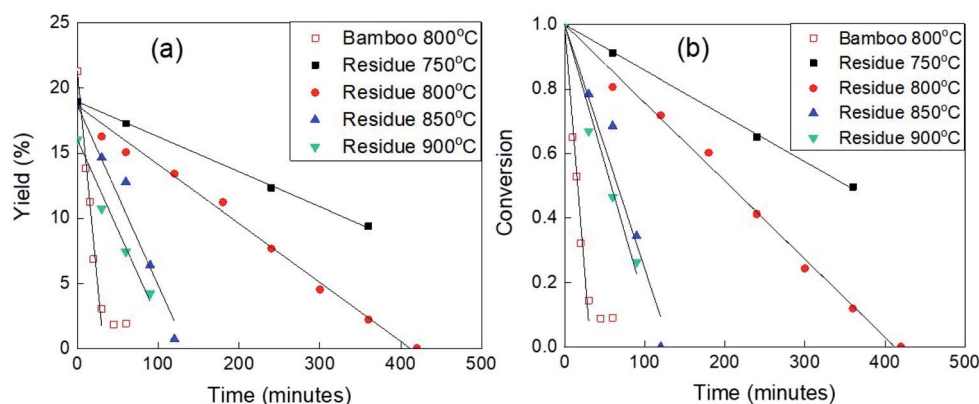 (a)
Bamboo 800°C
Residue 750°C
Residue 800°C
Residue 850°C
Residue 900°C
25
20
15
10
5
0
Yield (%)
0 100 200 300 400 500
Time (minutes)
(b)
Bamboo 800°C
Residue 750°C
Residue 800°C
Residue 850°C
Residue 900°C
1.0
0.8
0.6
0.4
0.2
0.0
Conversion
0 100 200 300 400 500
Time (minutes)